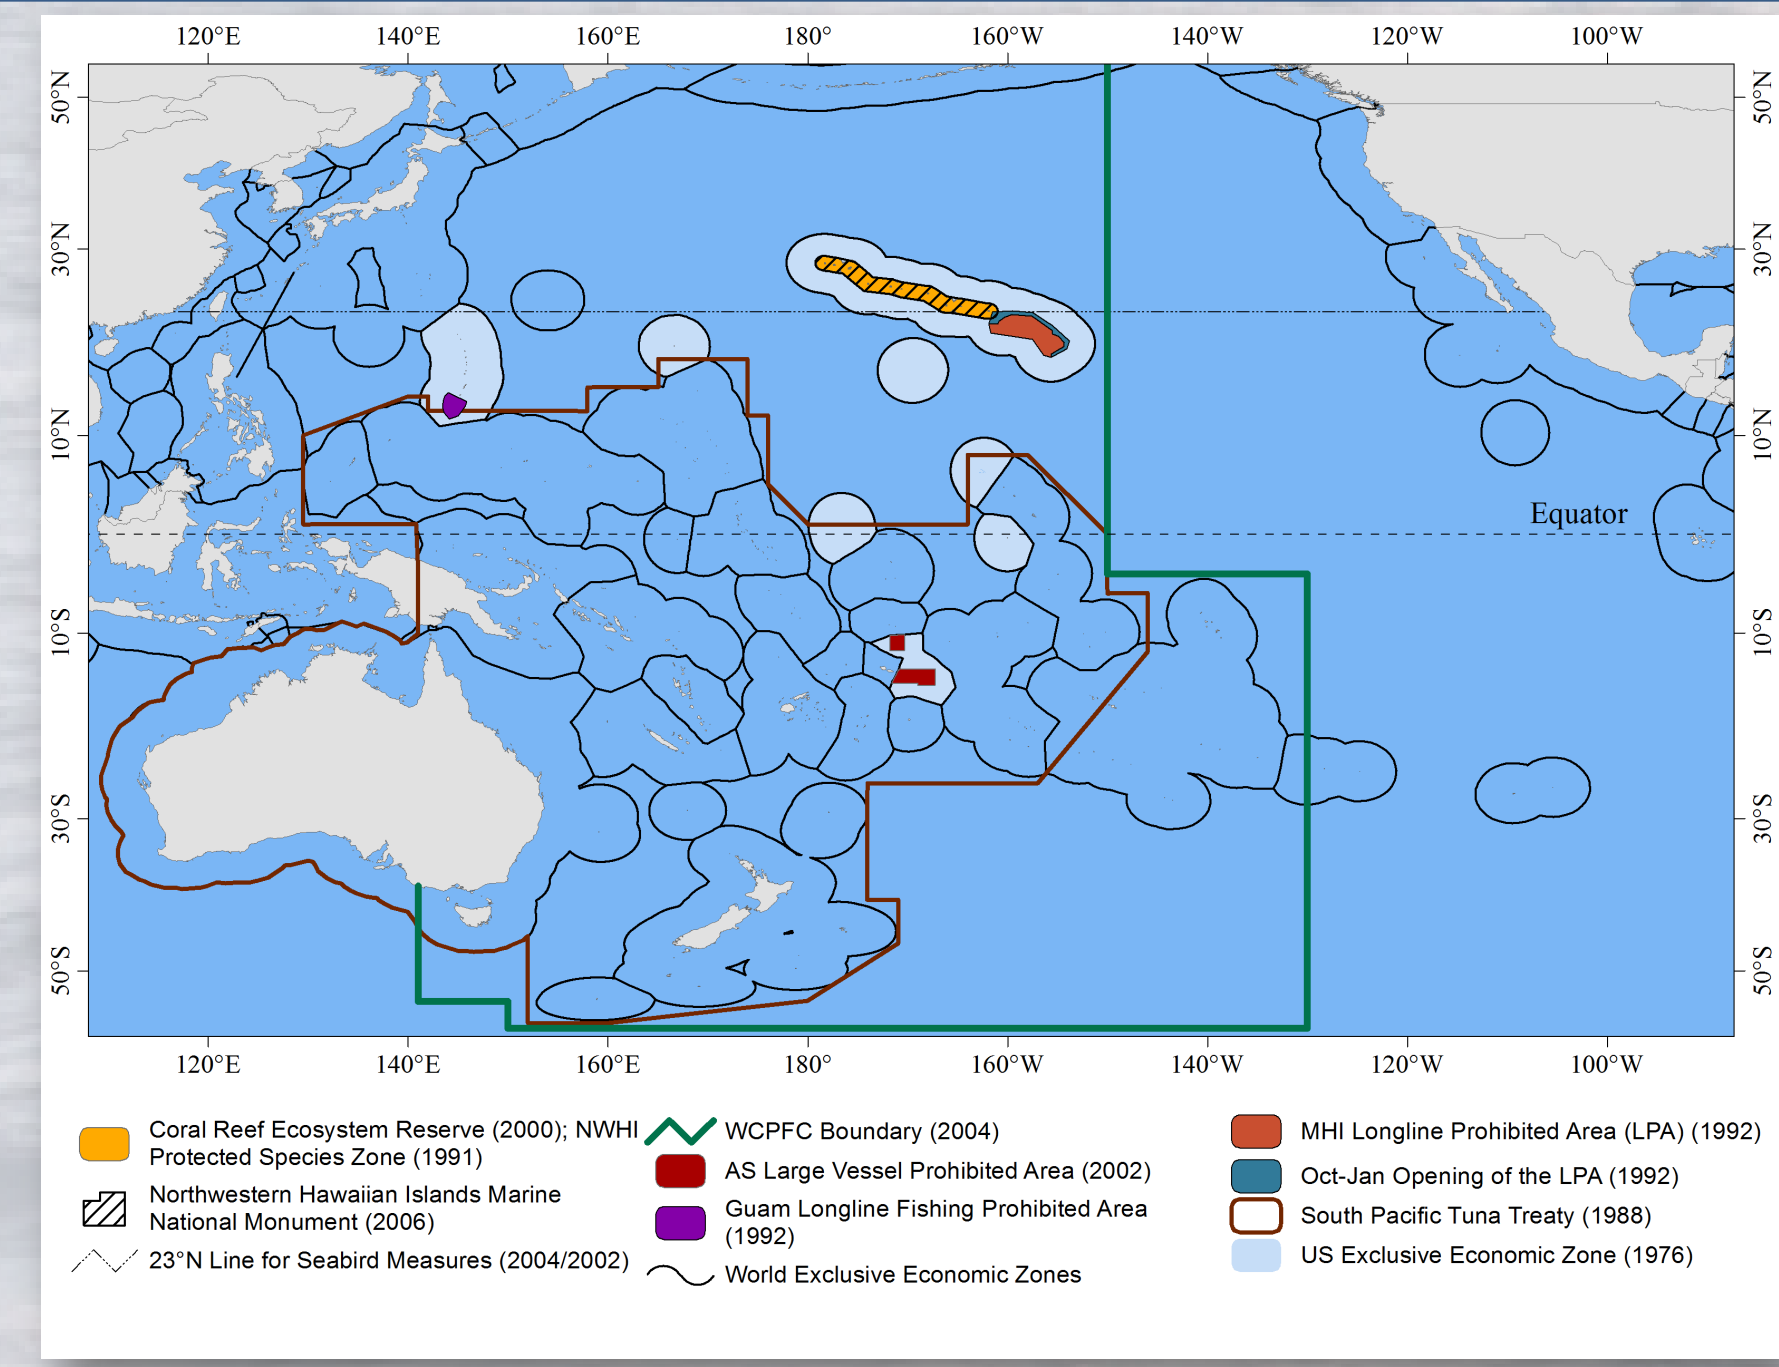 120°E 140°E 160°E 180° 160°W 140°W 120°W 100°W
50°N 50°N
30°N 30°N
10°N 10°N
Equator
10°S 10°S
30°S 30°S
50°S 50°S
120°E 140°E 160°E 180° 160°W 140°W 120°W 100°W
Coral Reef Ecosystem Reserve (2000); NWHI
Protected Species Zone (1991)
Northwestern Hawaiian Islands Marine
National Monument (2006)
23°N Line for Seabird Measures (2004/2002)
WCPFC Boundary (2004)
AS Large Vessel Prohibited Area (2002)
Guam Longline Fishing Prohibited Area
(1992)
World Exclusive Economic Zones
MHI Longline Prohibited Area (LPA) (1992)
Oct-Jan Opening of the LPA (1992)
South Pacific Tuna Treaty (1988)
US Exclusive Economic Zone (1976)